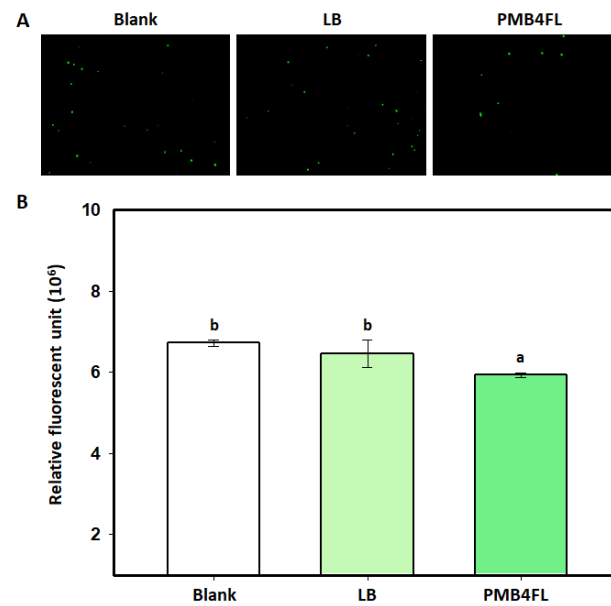 A
Blank
LB
PMB4FL
B
Relative fluorescent unit (10⁶)
10
8
6
4
2
b
b
a
Blank
LB
PMB4FL